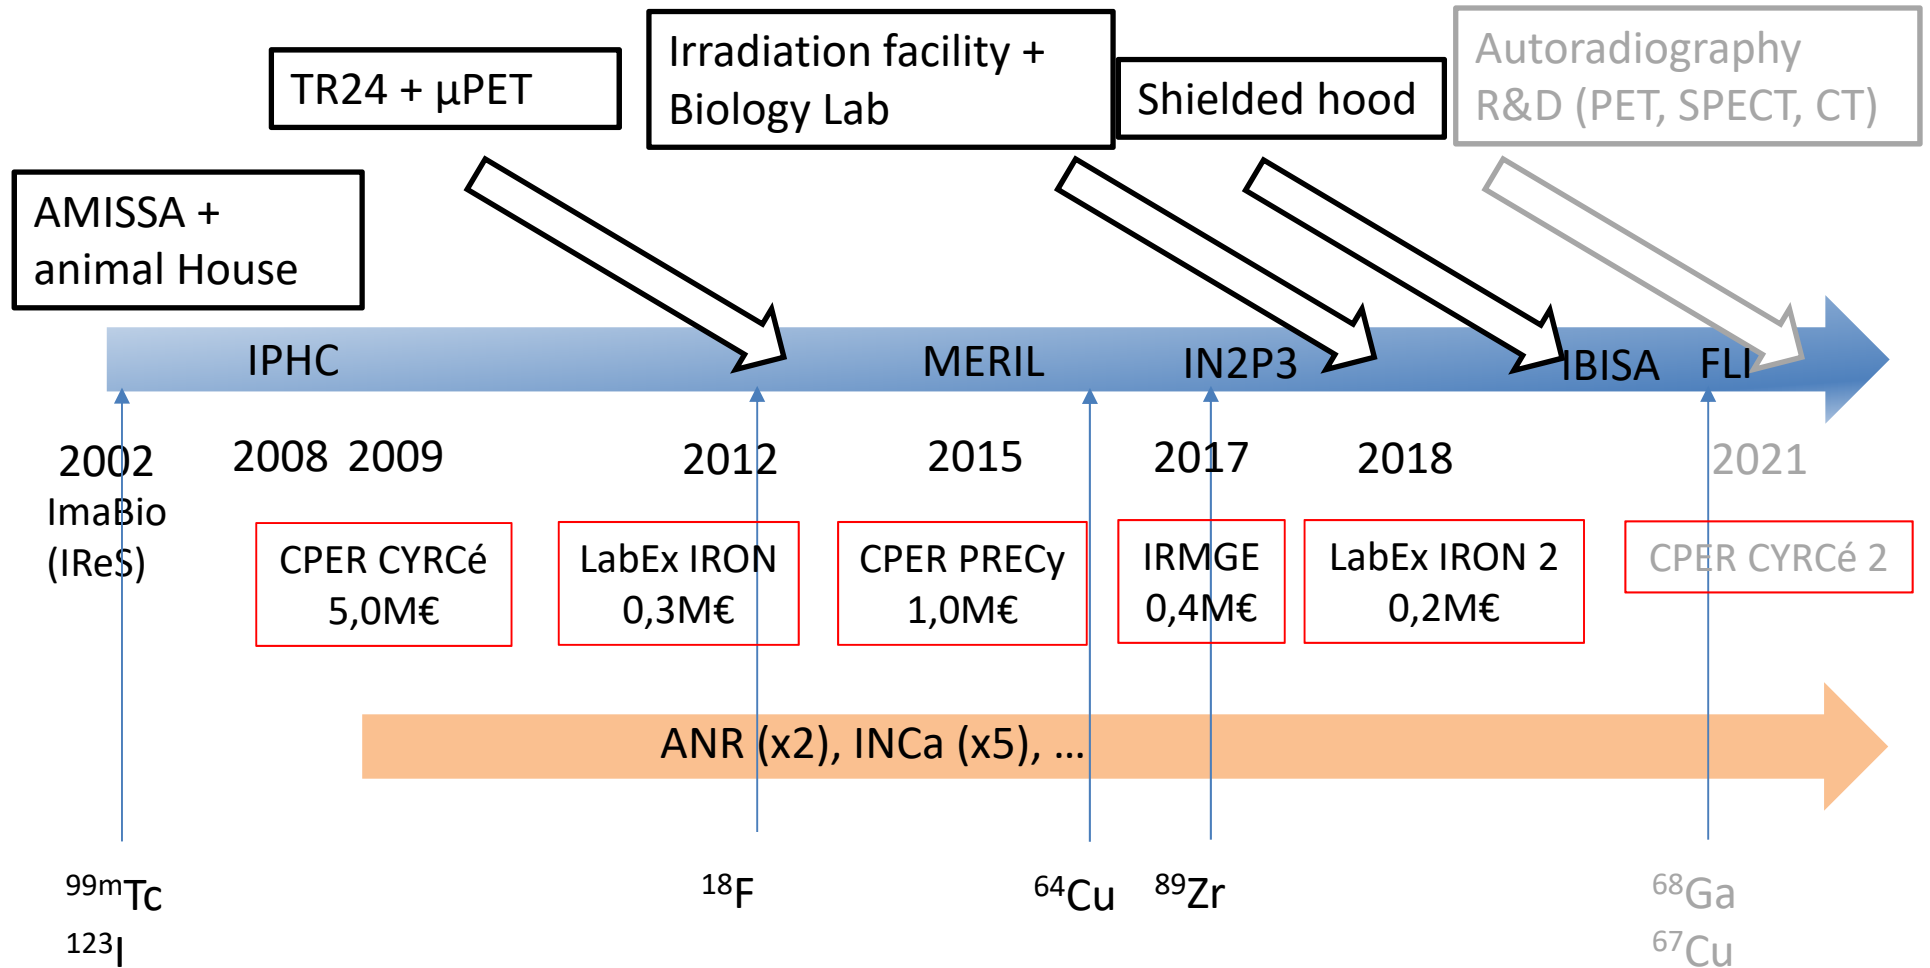 TR24 + µPET
Irradiation facility +
Biology Lab
Shielded hood
Autoradiography
R&D (PET, SPECT, CT)
AMISSA +
animal House
IPHC
MERIL
IN2P3
IBISA
FLI
2002
2008
2009
2012
2015
2017
2018
2021
ImaBio
(IReS)
CPER CYRCé
5,0M€
LabEx IRON
0,3M€
CPER PRECy
1,0M€
IRMGE
0,4M€
LabEx IRON 2
0,2M€
CPER CYRCé 2
ANR (x2), INCa (x5), ...
99mTc
123I
18F
64Cu
89Zr
68Ga
67Cu